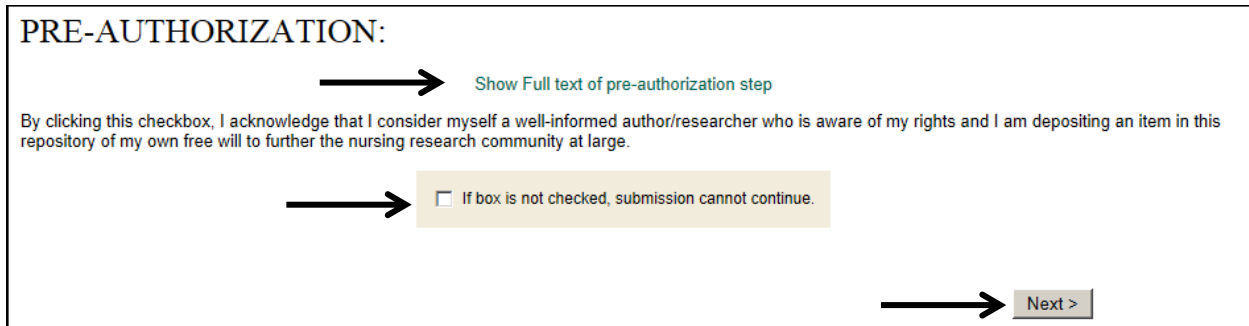 PRE-AUTHORIZATION:
Show Full text of pre-authorization step
By clicking this checkbox, I acknowledge that I consider myself a well-informed author/researcher who is aware of my rights and I am depositing an item in this
repository of my own free will to further the nursing research community at large.
If box is not checked, submission cannot continue.
Next >